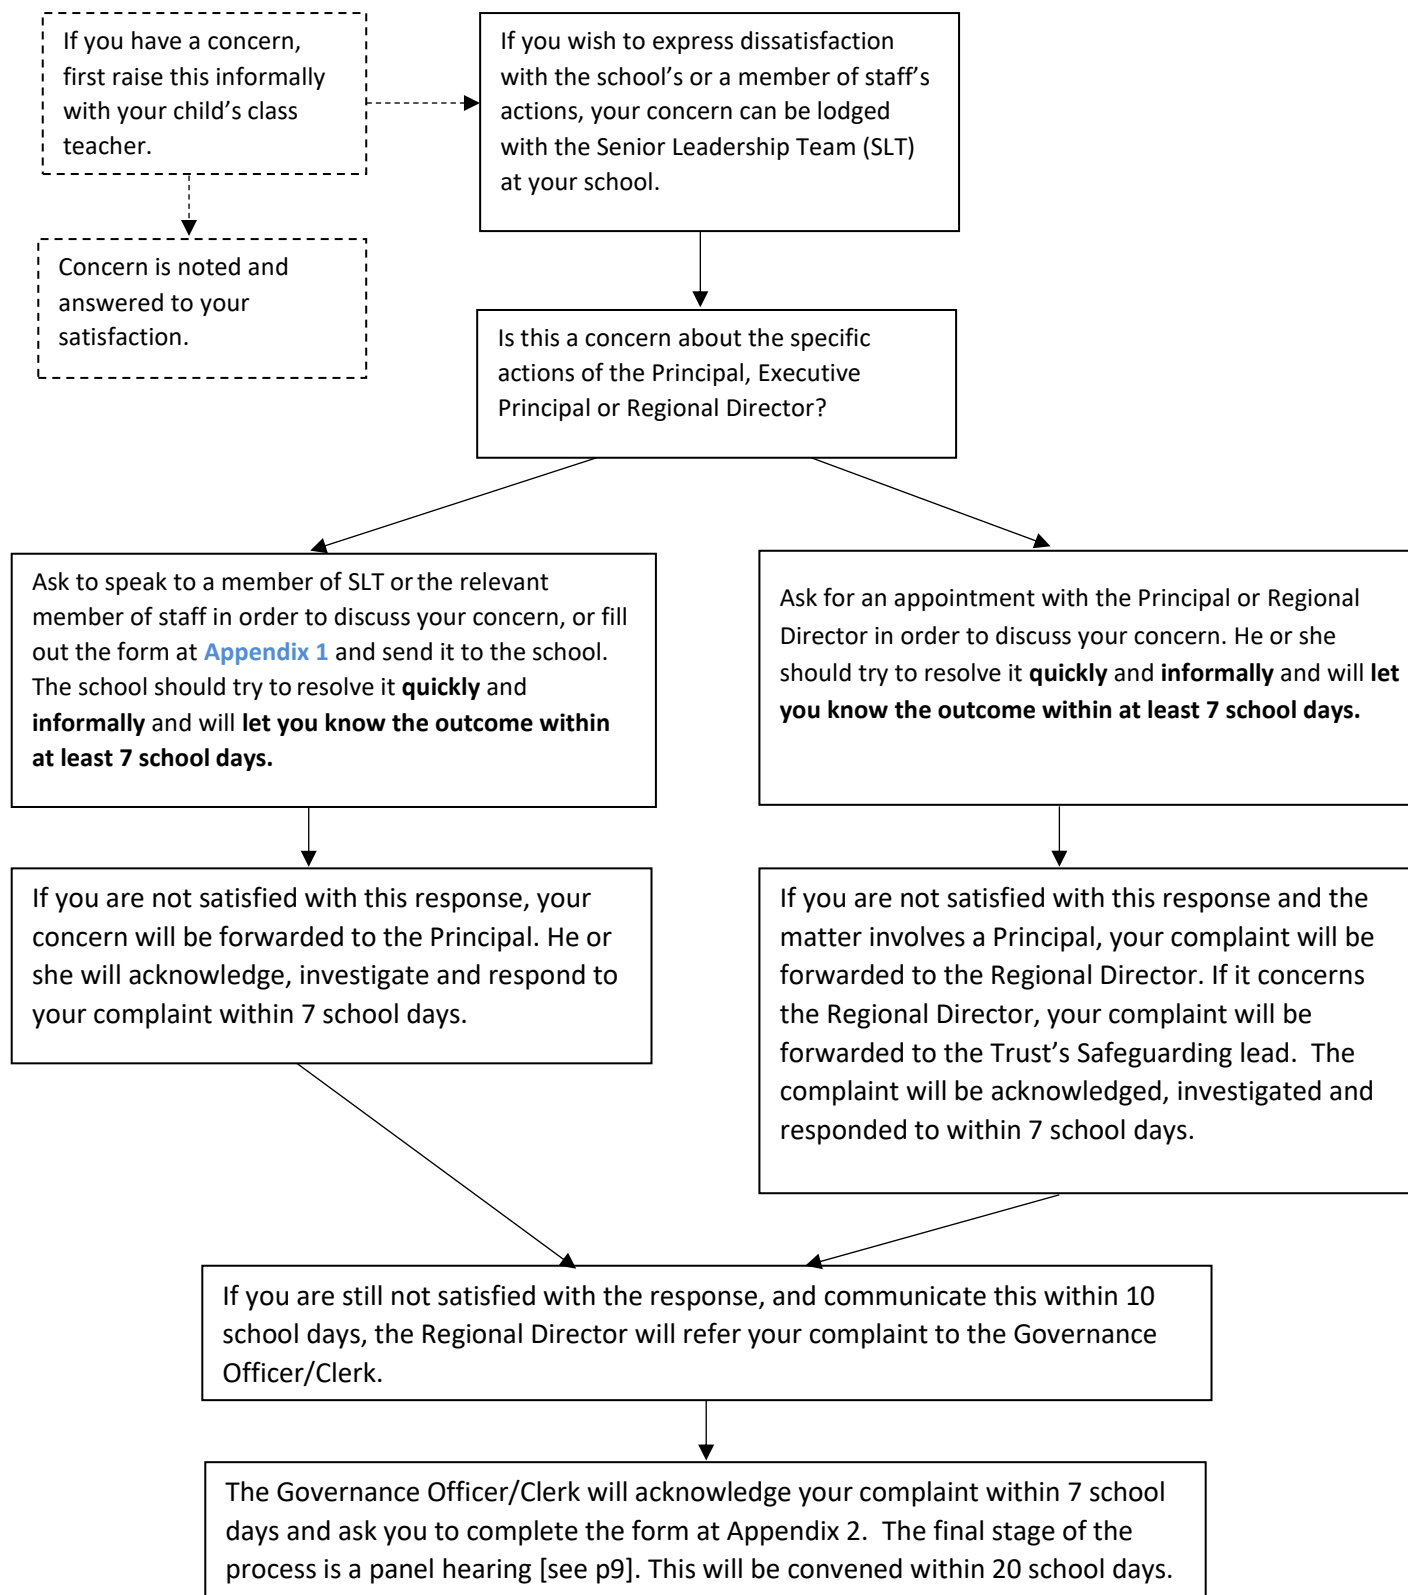 If you have a concern,
first raise this informally
with your child’s class
teacher.
If you wish to express dissatisfaction
with the school’s or a member of staff’s
actions, your concern can be lodged
with the Senior Leadership Team (SLT)
at your school.
Concern is noted and
answered to your
satisfaction.
Is this a concern about the specific
actions of the Principal, Executive
Principal or Regional Director?
Ask to speak to a member of SLT or the relevant
member of staff in order to discuss your concern, or fill
out the form at Appendix 1 and send it to the school.
The school should try to resolve it quickly and
informally and will let you know the outcome within
at least 7 school days.
Ask for an appointment with the Principal or Regional
Director in order to discuss your concern. He or she
should try to resolve it quickly and informally and will let
you know the outcome within at least 7 school days.
If you are not satisfied with this response, your
concern will be forwarded to the Principal. He or
she will acknowledge, investigate and respond to
your complaint within 7 school days.
If you are not satisfied with this response and the
matter involves a Principal, your complaint will be
forwarded to the Regional Director. If it concerns
the Regional Director, your complaint will be
forwarded to the Trust’s Safeguarding lead.  The
complaint will be acknowledged, investigated and
responded to within 7 school days.
If you are still not satisfied with the response, and communicate this within 10
school days, the Regional Director will refer your complaint to the Governance
Officer/Clerk.
The Governance Officer/Clerk will acknowledge your complaint within 7 school
days and ask you to complete the form at Appendix 2.  The final stage of the
process is a panel hearing [see p9]. This will be convened within 20 school days.